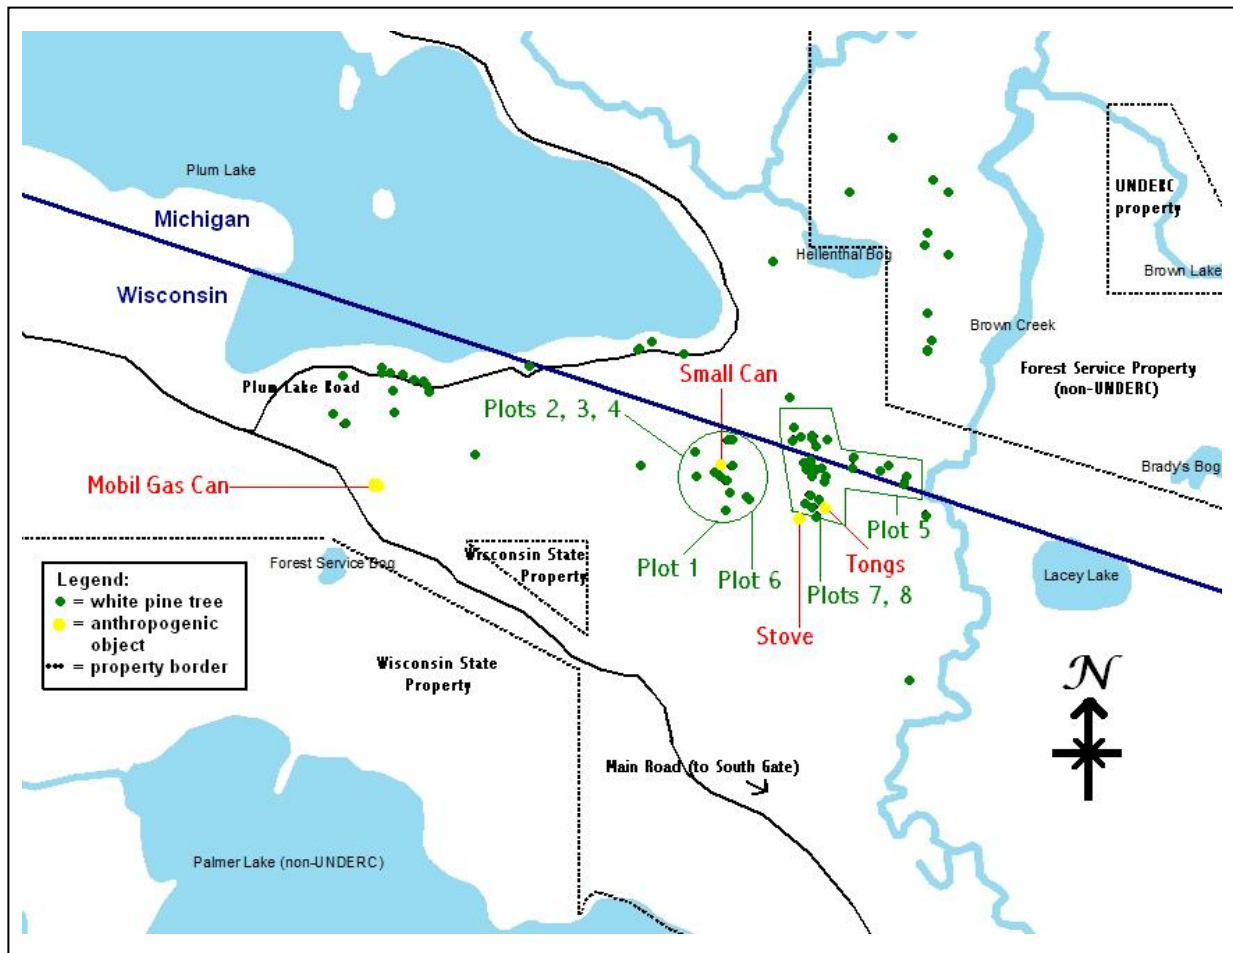 Plum Lake
Michigan
Wisconsin
UNDERC
property
Hellenthal Bog
Brown Lake
Brown Creek
Forest Service Property
(non-UNDERC)
Plum Lake Road
Small Can
Plots 2, 3, 4
Mobil Gas Can
Brady's Bog
Plot 5
Wisconsin State
Property
Forest Service Bog
Plot 1
Plot 6
Tongs
Plots 7, 8
Lacey Lake
Stove
Legend:
= white pine tree
= anthropogenic
object
= property border
Wisconsin State
Property
N
Main Road (to South Gate)
Palmer Lake (non-UNDERC)